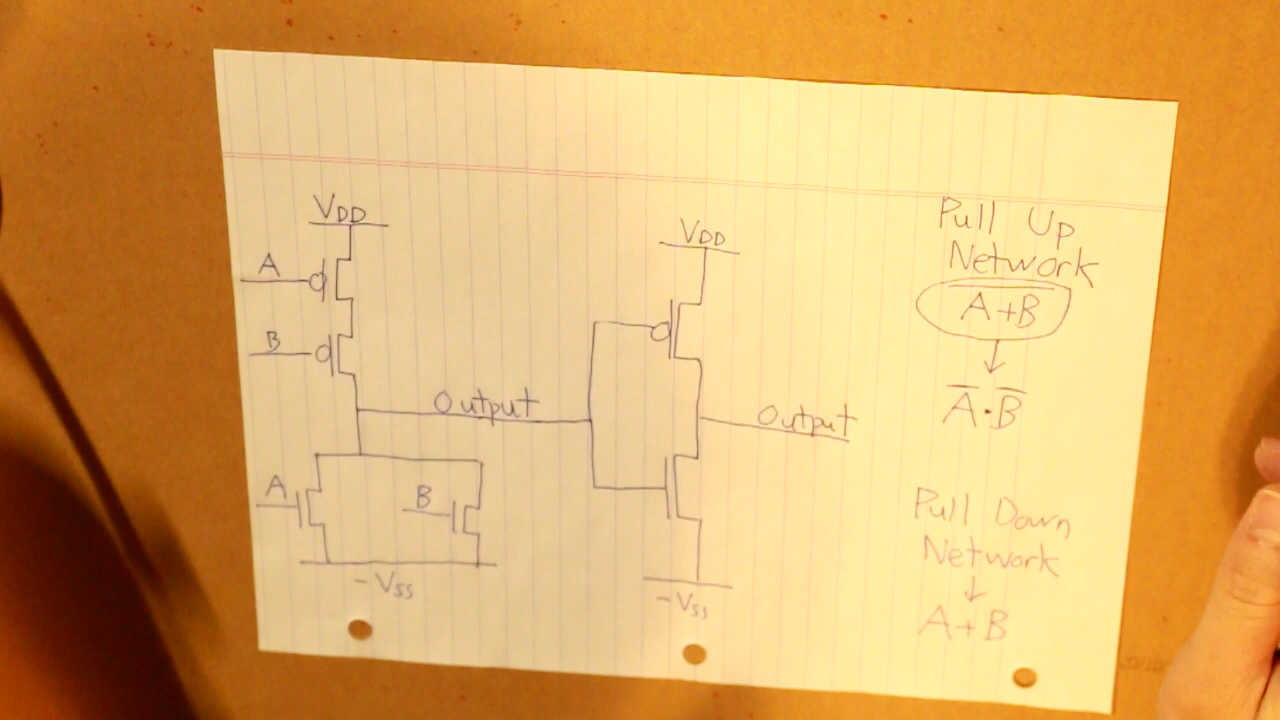 VDD
A
B
Output
A
B
-Vss
VDD
Output
-Vss
Pull Up
Network
A̅+̅B̅
A̅·B̅
Pull Down
Network
A+B